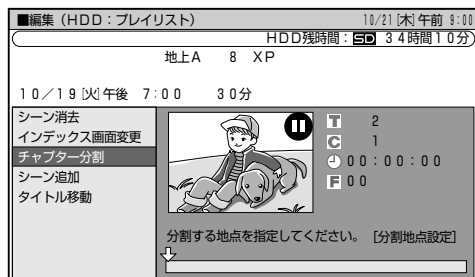 ■編集（HDD：プレイリスト） 10/21[木]午前 9:00
HDD残時間：SD 34時間10分
地上A 8 XP
10／19[火]午後 7：00 30分
シーン消去
インデックス画面変更
チャプター分割
シーン追加
タイトル移動
T 2
C 1
00：00：00
F 00
分割する地点を指定してください。 [分割地点設定]